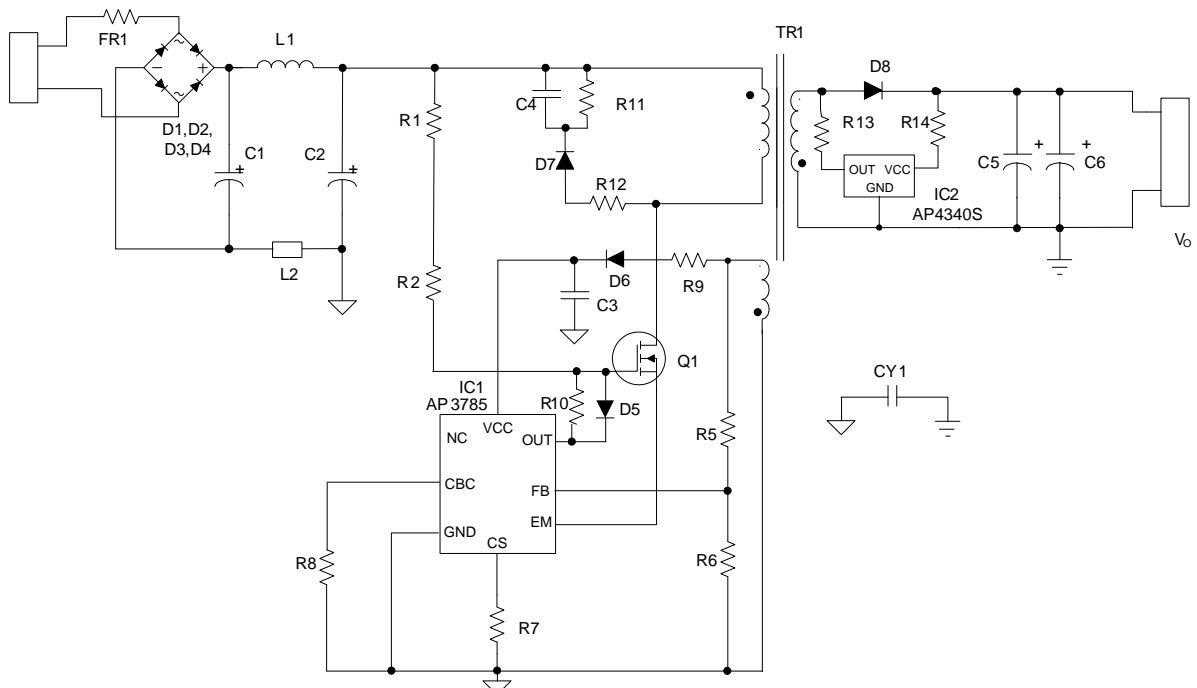 TR1
FR1
L1
D8
C4
R11
R1
R13
R14
D1,D2,
D3,D4
C1
C2
D7
OUT
VCC
GND
C5
C6
R12
IC2
AP4340S
VO
L2
R2
D6
R9
C3
Q1
IC1
AP3785
R10
D5
CY1
VCC
NC
OUT
R5
CBC
FB
EM
GND
CS
R8
R6
R7
~
− +
~
+ +
+ +